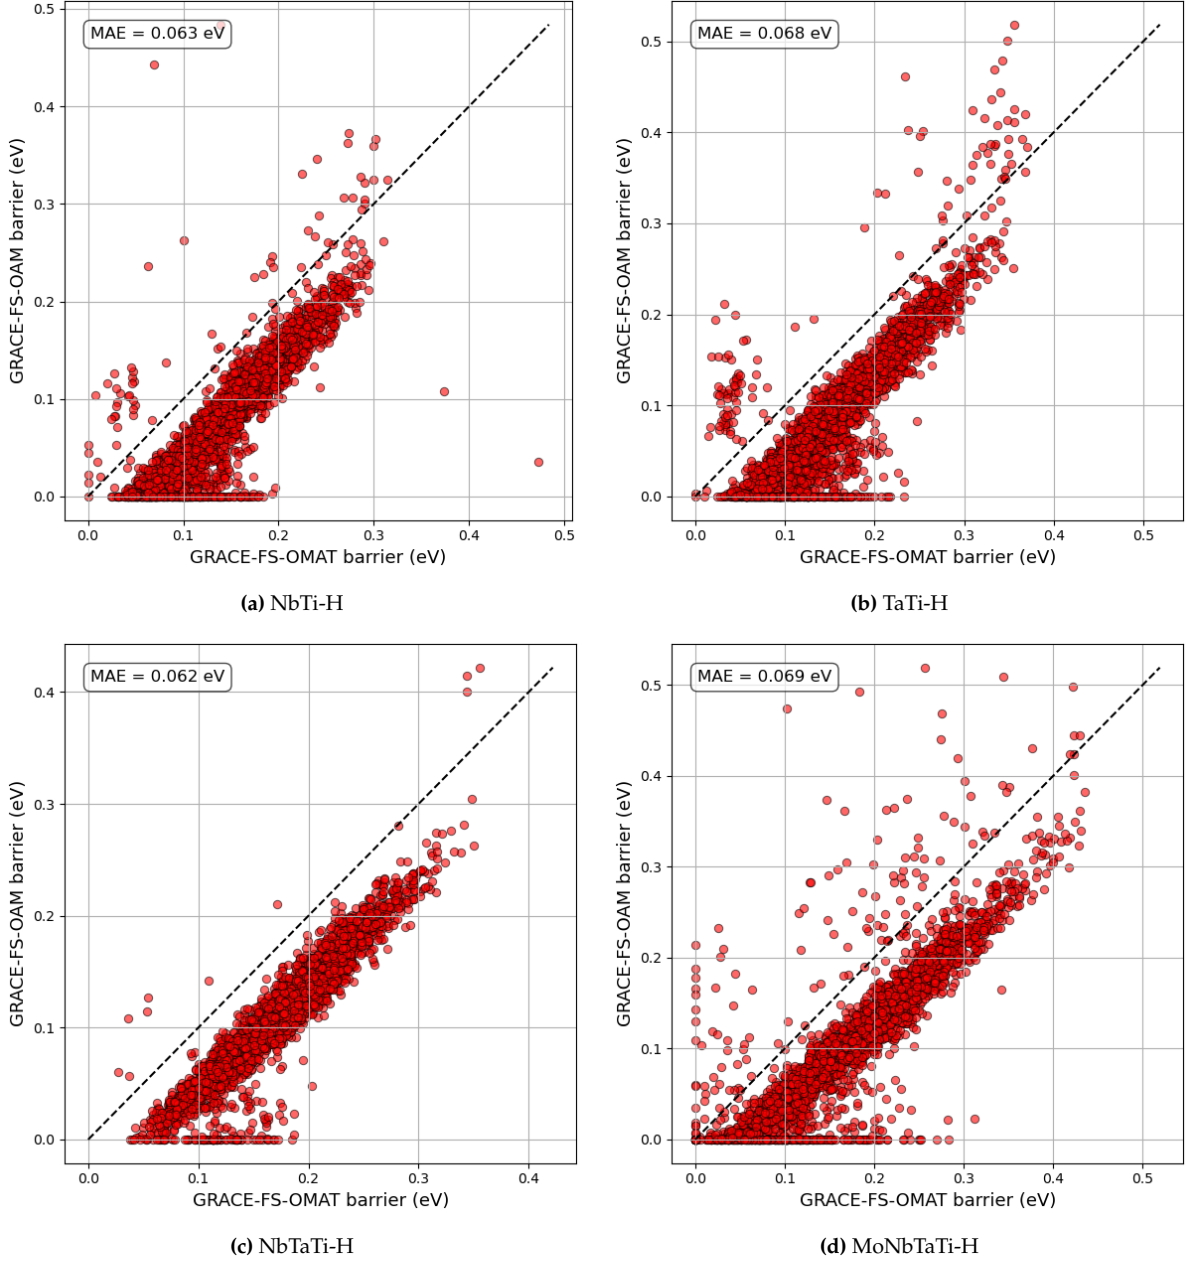 MAE = 0.063 eV
0.5
0.4
0.3
0.2
0.1
0.0
GRACE-FS-OAM barrier (eV)
0.0 0.1 0.2 0.3 0.4 0.5
GRACE-FS-OMAT barrier (eV)
(a) NbTi-H
MAE = 0.068 eV
0.5
0.4
0.3
0.2
0.1
0.0
GRACE-FS-OAM barrier (eV)
0.0 0.1 0.2 0.3 0.4 0.5
GRACE-FS-OMAT barrier (eV)
(b) TaTi-H
MAE = 0.062 eV
0.4
0.3
0.2
0.1
0.0
GRACE-FS-OAM barrier (eV)
0.0 0.1 0.2 0.3 0.4
GRACE-FS-OMAT barrier (eV)
(c) NbTaTi-H
MAE = 0.069 eV
0.5
0.4
0.3
0.2
0.1
0.0
GRACE-FS-OAM barrier (eV)
0.0 0.1 0.2 0.3 0.4 0.5
GRACE-FS-OMAT barrier (eV)
(d) MoNbTaTi-H